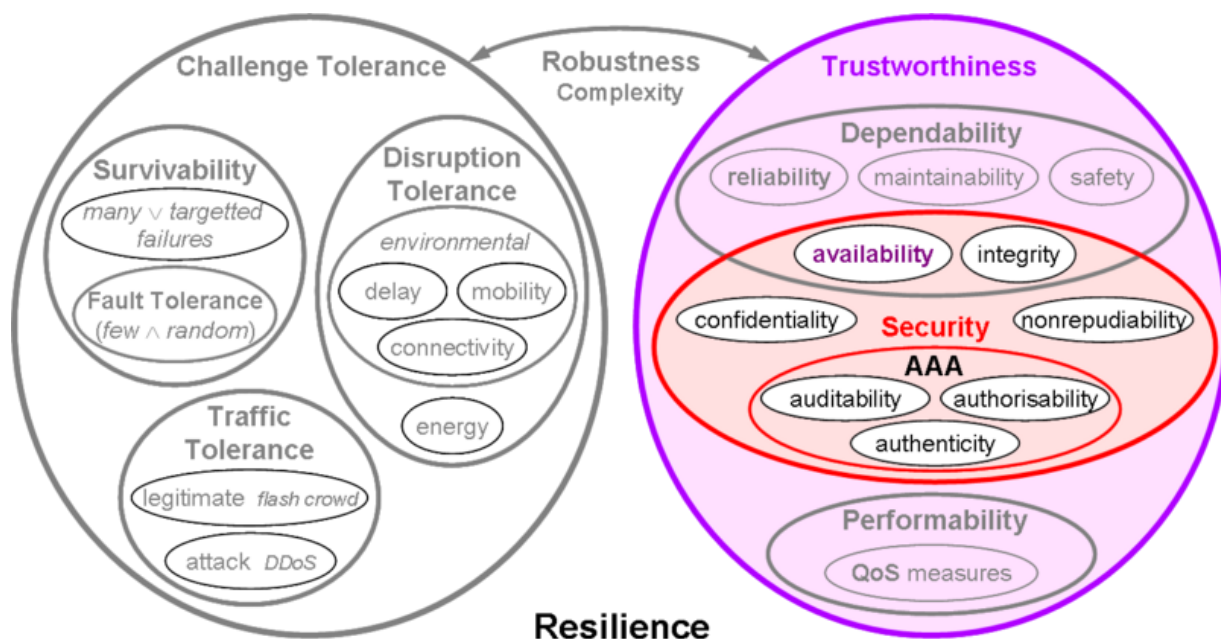 Challenge Tolerance
Survivability
many ∨ targetted
failures
Fault Tolerance
(few ∧ random)
Disruption
Tolerance
environmental
delay
mobility
connectivity
energy
Traffic
Tolerance
legitimate flash crowd
attack DDoS
Robustness
Complexity
Trustworthiness
Dependability
reliability
maintainability
safety
availability
integrity
confidentiality
Security
nonrepudiability
AAA
auditability
authorisability
authenticity
Performability
QoS measures
Resilience